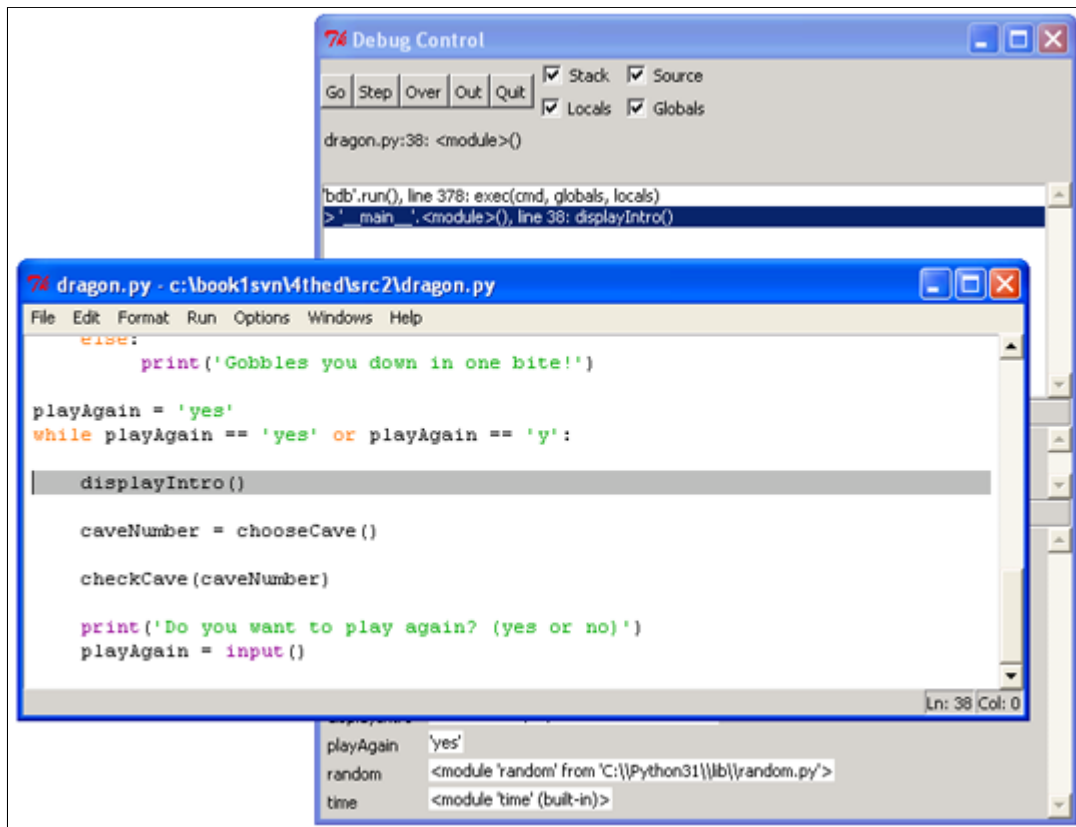 Debug Control
Go Step Over Out Quit Stack Source
Locals Globals
dragon.py:38: <module>()
'bdb'.run(), line 378: exec(cmd, globals, locals)
> '__main__'.<module>(), line 38: displayIntro()
dragon.py - c:\book1svn\4thed\src2\dragon.py
File Edit Format Run Options Windows Help
else:
print('Gobbles you down in one bite!')
playAgain = 'yes'
while playAgain == 'yes' or playAgain == 'y':
displayIntro()
caveNumber = chooseCave()
checkCave(caveNumber)
print('Do you want to play again? (yes or no)')
playAgain = input()
Ln: 38 Col: 0
playAgain 'yes'
random <module 'random' from 'C:\\Python31\\lib\\random.py'>
time <module 'time' (built-in)>